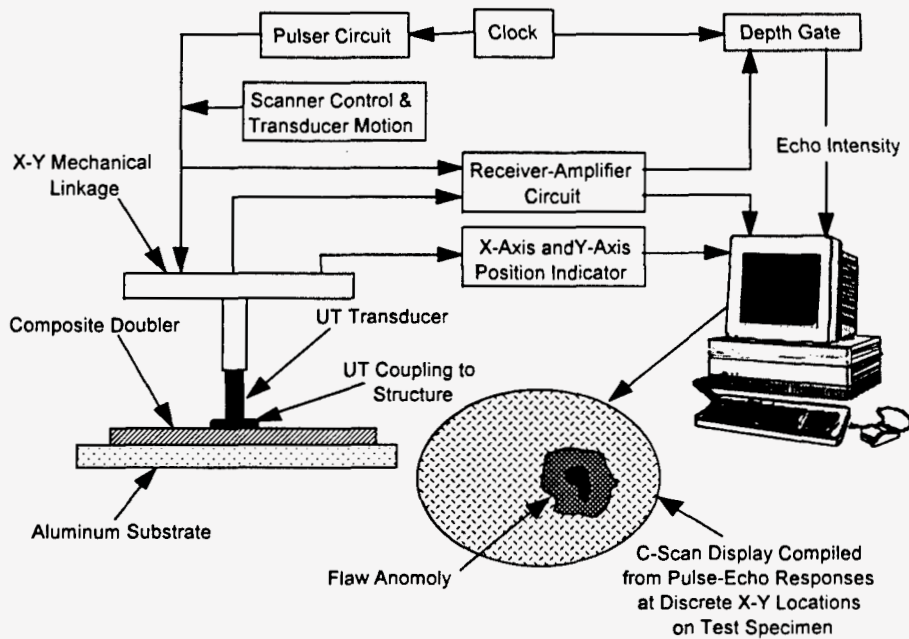 Pulser Circuit
Clock
Depth Gate
Scanner Control &
Transducer Motion
Echo Intensity
X-Y Mechanical
Linkage
Receiver-Amplifier
Circuit
X-Axis andY-Axis
Position Indicator
UT Transducer
Composite Doubler
UT Coupling to
Structure
Aluminum Substrate
Flaw Anomoly
C-Scan Display Compiled
from Pulse-Echo Responses
at Discrete X-Y Locations
on Test Specimen